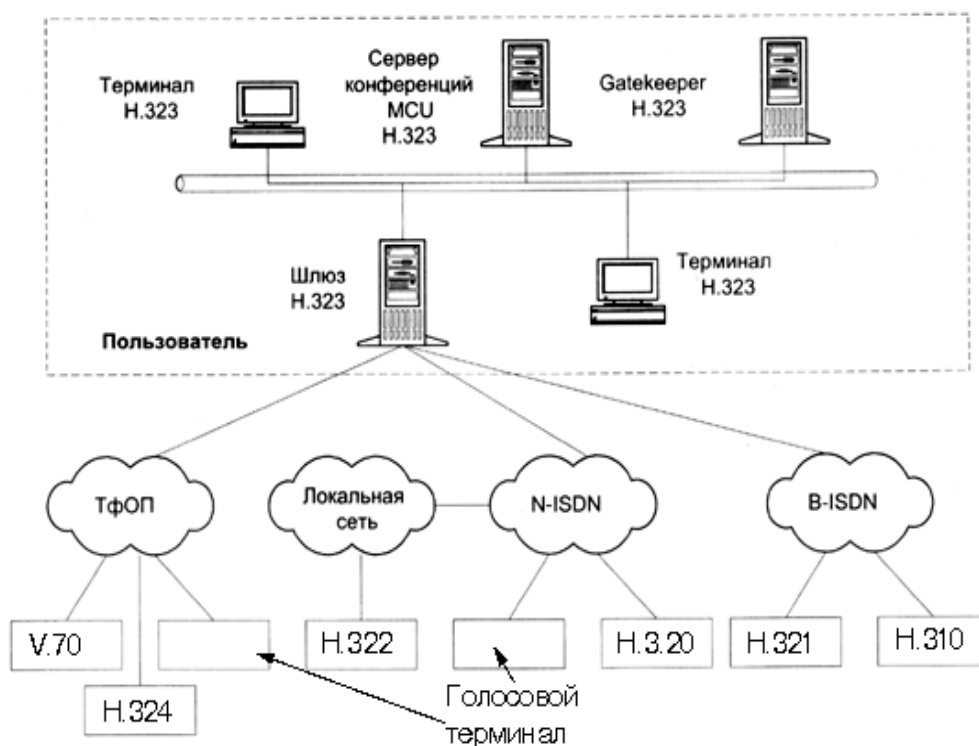 Терминал
H.323
Сервер
конференций
MCU
H.323
Gatekeeper
H.323
Шлюз
H.323
Терминал
H.323
Пользователь
ТфОП
Локальная
сеть
N-ISDN
B-ISDN
V.70
H.322
H.3.20
H.321
H.310
H.324
Голосовой
терминал